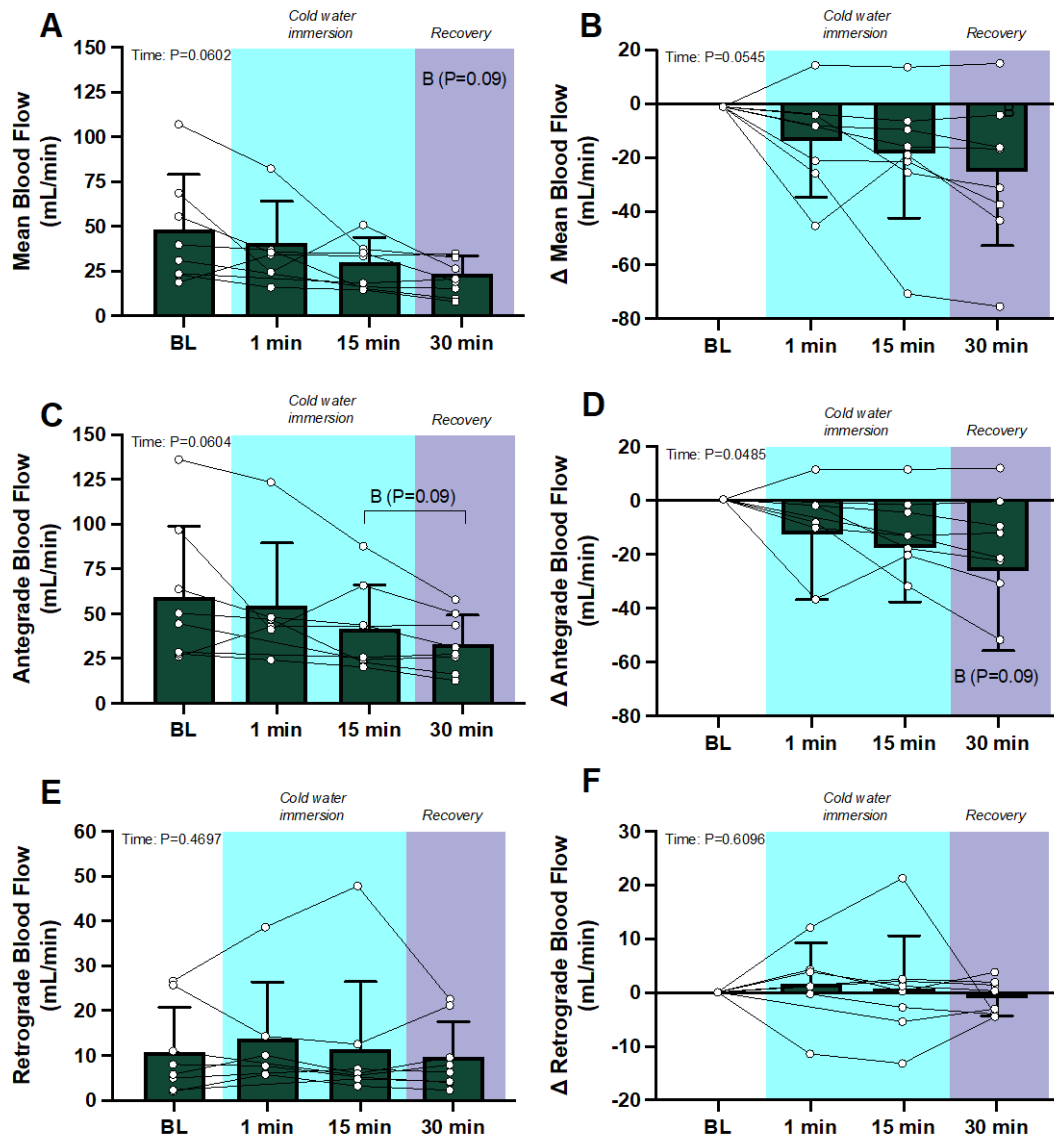 A
Cold water
immersion
Recovery
Time: P=0.0602
B (P=0.09)
Mean Blood Flow
(mL/min)
150
125
100
75
50
25
0
BL
1 min
15 min
30 min
B
Cold water
immersion
Recovery
Time: P=0.0545
B
Δ Mean Blood Flow
(mL/min)
20
0
-20
-40
-60
-80
BL
1 min
15 min
30 min
C
Cold water
immersion
Recovery
Time: P=0.0604
B (P=0.09)
Antegrade Blood Flow
(mL/min)
150
125
100
75
50
25
0
BL
1 min
15 min
30 min
D
Cold water
immersion
Recovery
Time: P=0.0485
B (P=0.09)
Δ Antegrade Blood Flow
(mL/min)
20
0
-20
-40
-60
-80
BL
1 min
15 min
30 min
E
Cold water
immersion
Recovery
Time: P=0.4697
Retrograde Blood Flow
(mL/min)
60
50
40
30
20
10
0
BL
1 min
15 min
30 min
F
Cold water
immersion
Recovery
Time: P=0.6096
Δ Retrograde Blood Flow
(mL/min)
30
20
10
0
-10
-20
BL
1 min
15 min
30 min